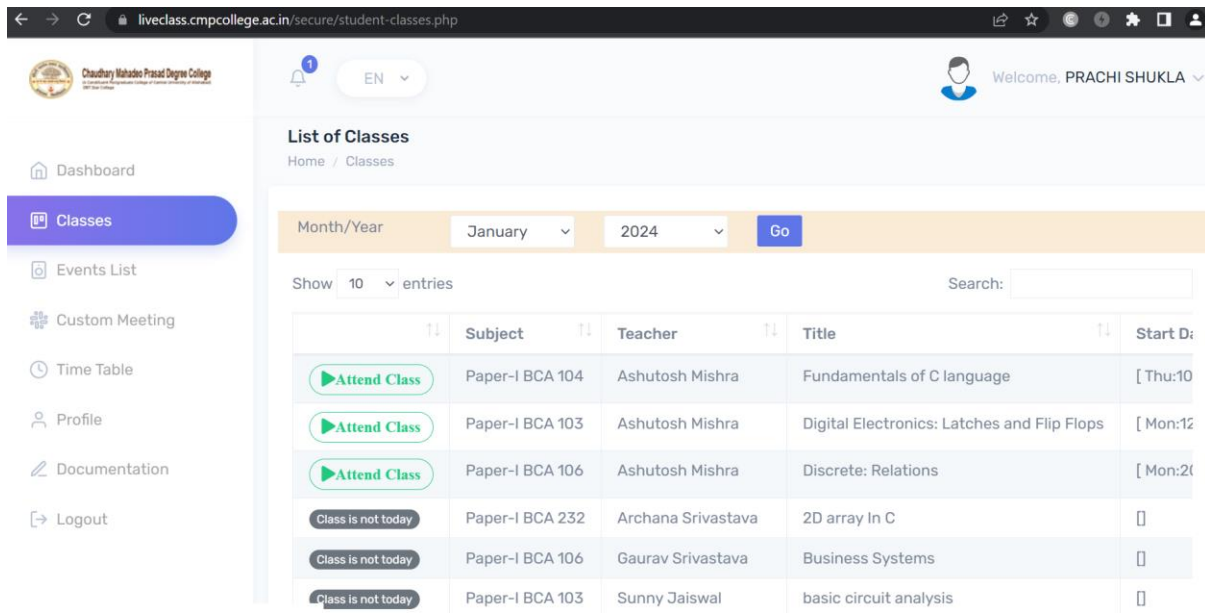 liveclass.cmpcollege.ac.in/secure/student-classes.php
Chaudhary Mahadeo Prasad Degree College
1
EN
Welcome, PRACHI SHUKLA
List of Classes
Home / Classes
Dashboard
Classes
Events List
Custom Meeting
Time Table
Profile
Documentation
Logout
Month/Year January 2024 Go
Show 10 entries Search:
Subject Teacher Title Start Da
Attend Class Paper-I BCA 104 Ashutosh Mishra Fundamentals of C language [ Thu:10
Attend Class Paper-I BCA 103 Ashutosh Mishra Digital Electronics: Latches and Flip Flops [ Mon:12
Attend Class Paper-I BCA 106 Ashutosh Mishra Discrete: Relations [ Mon:20
Class is not today Paper-I BCA 232 Archana Srivastava 2D array In C []
Class is not today Paper-I BCA 106 Gaurav Srivastava Business Systems []
Class is not today Paper-I BCA 103 Sunny Jaiswal basic circuit analysis []